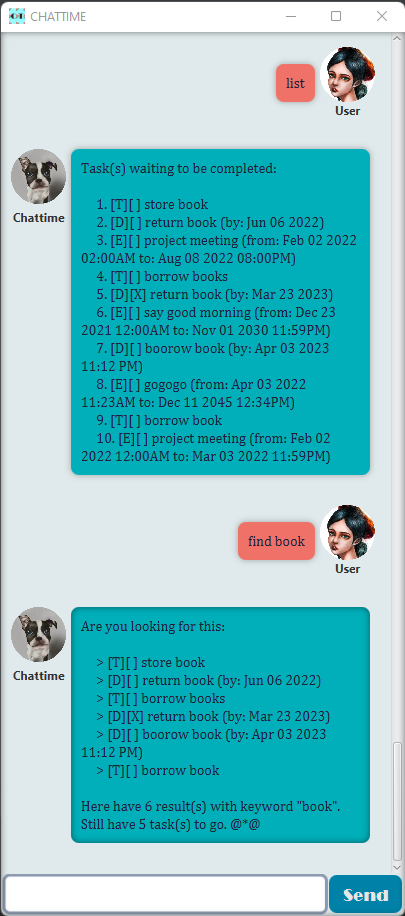 CHATTIME
list
User
Chattime
Task(s) waiting to be completed:
1. [T][ ] store book
2. [D][ ] return book (by: Jun 06 2022)
3. [E][ ] project meeting (from: Feb 02 2022
02:00AM to: Aug 08 2022 08:00PM)
4. [T][ ] borrow books
5. [D][X] return book (by: Mar 23 2023)
6. [E][ ] say good morning (from: Dec 23
2021 12:00AM to: Nov 01 2030 11:59PM)
7. [D][ ] boorow book (by: Apr 03 2023
11:12 PM)
8. [E][ ] gogogo (from: Apr 03 2022
11:23AM to: Dec 11 2045 12:34PM)
9. [T][ ] borrow book
10. [E][ ] project meeting (from: Feb 02
2022 12:00AM to: Mar 03 2022 11:59PM)
find book
User
Chattime
Are you looking for this:
> [T][ ] store book
> [D][ ] return book (by: Jun 06 2022)
> [T][ ] borrow books
> [D][X] return book (by: Mar 23 2023)
> [D][ ] boorow book (by: Apr 03 2023
11:12 PM)
> [T][ ] borrow book
Here have 6 result(s) with keyword "book".
Still have 5 task(s) to go. @*@
Send